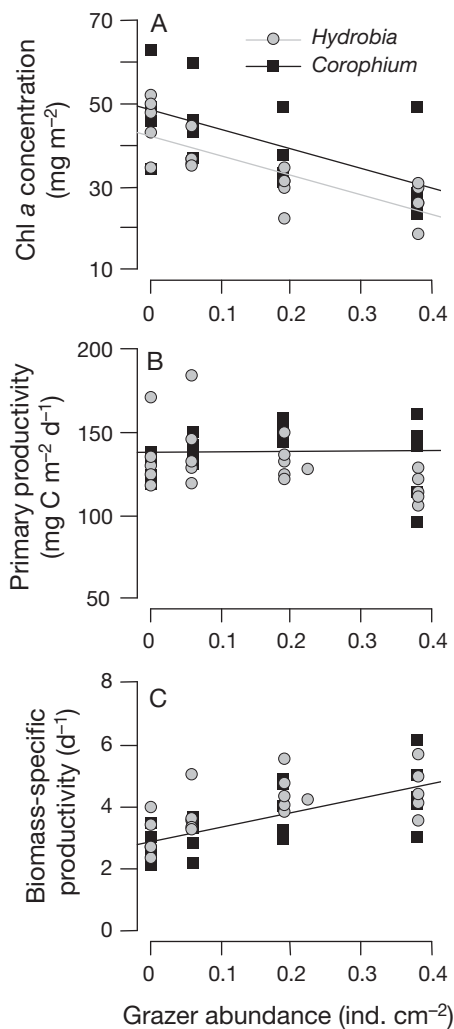 A
Hydrobia
Corophium
Chl a concentration
(mg m–2)
70
50
30
10
0 0.1 0.2 0.3 0.4
B
Primary productivity
(mg C m–2 d–1)
200
150
100
50
0 0.1 0.2 0.3 0.4
C
Biomass-specific
productivity (d–1)
8
6
4
2
0
0 0.1 0.2 0.3 0.4
Grazer abundance (ind. cm–2)